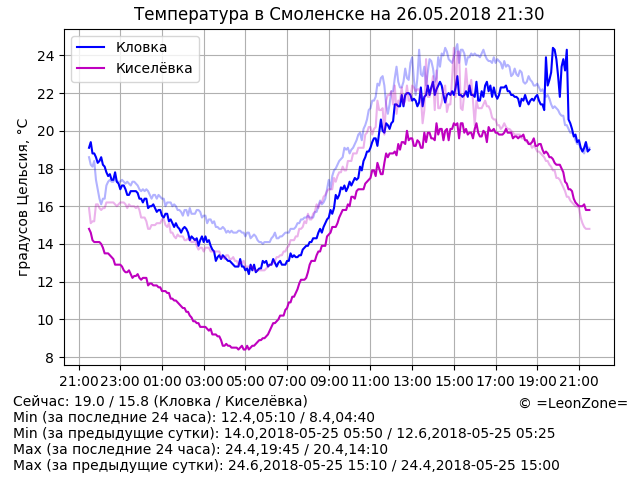 Температура в Смоленске на 26.05.2018 21:30
Кловка
Киселёвка
градусов Цельсия, °C
24
22
20
18
16
14
12
10
8
21:00 23:00 01:00 03:00 05:00 07:00 09:00 11:00 13:00 15:00 17:00 19:00 21:00
Сейчас: 19.0 / 15.8 (Кловка / Киселёвка)
© =LeonZone=
Min (за последние 24 часа): 12.4,05:10 / 8.4,04:40
Min (за предыдущие сутки): 14.0,2018-05-25 05:50 / 12.6,2018-05-25 05:25
Max (за последние 24 часа): 24.4,19:45 / 20.4,14:10
Max (за предыдущие сутки): 24.6,2018-05-25 15:10 / 24.4,2018-05-25 15:00